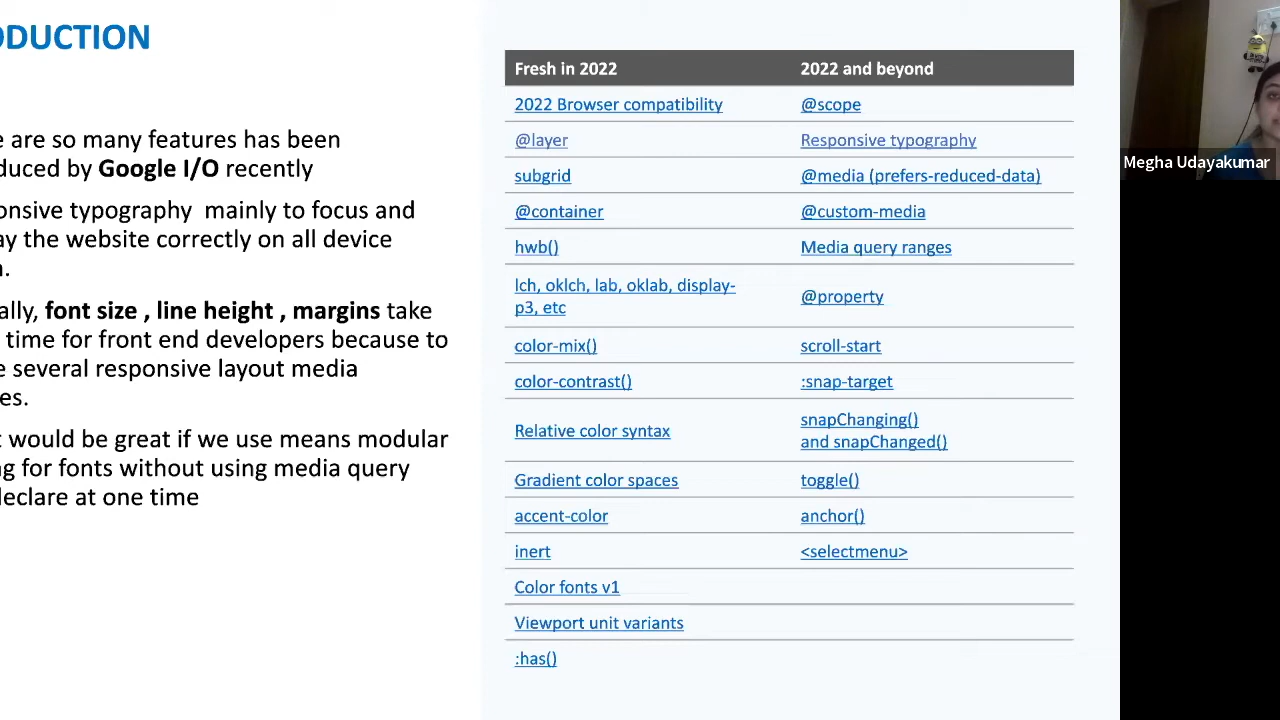 ODUCTION
e are so many features has been
duced by Google I/O recently
onsive typography mainly to focus and
ay the website correctly on all device
n.
ally, font size , line height , margins take
time for front end developers because to
e several responsive layout media
es.
t would be great if we use means modular
ng for fonts without using media query
declare at one time
Fresh in 2022 2022 and beyond
2022 Browser compatibility @scope
@layer Responsive typography
subgrid @media (prefers-reduced-data)
@container @custom-media
hwb() Media query ranges
lch, oklch, lab, oklab, display-
p3, etc @property
color-mix() scroll-start
color-contrast() :snap-target
Relative color syntax snapChanging()
and snapChanged()
Gradient color spaces toggle()
accent-color anchor()
inert <selectmenu>
Color fonts v1
Viewport unit variants
:has()
Megha Udayakumar